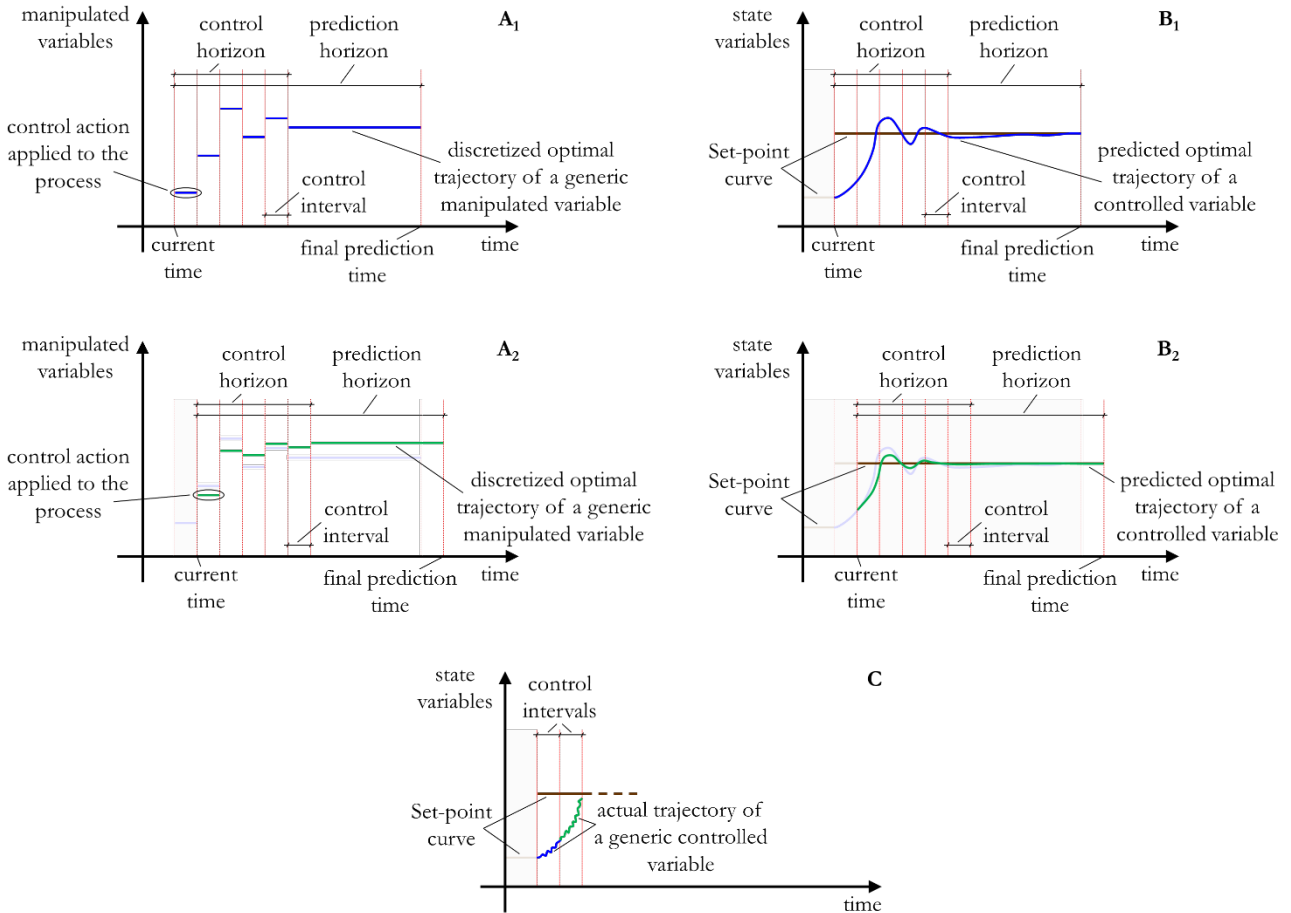 manipulated
variables
A₁
control
horizon
prediction
horizon
control action
applied to the
process
discretized optimal
trajectory of a generic
manipulated variable
control
interval
current
time
final prediction
time
time
state
variables
B₁
control
horizon
prediction
horizon
Set-point
curve
predicted optimal
trajectory of a
controlled variable
control
interval
current
time
final prediction
time
time
manipulated
variables
A₂
control
horizon
prediction
horizon
control action
applied to the
process
discretized optimal
trajectory of a generic
manipulated variable
control
interval
current
time
final prediction
time
time
state
variables
B₂
control
horizon
prediction
horizon
Set-point
curve
predicted optimal
trajectory of a
controlled variable
control
interval
current
time
final prediction
time
time
state
variables
C
control
intervals
Set-point
curve
actual trajectory of
a generic controlled
variable
time